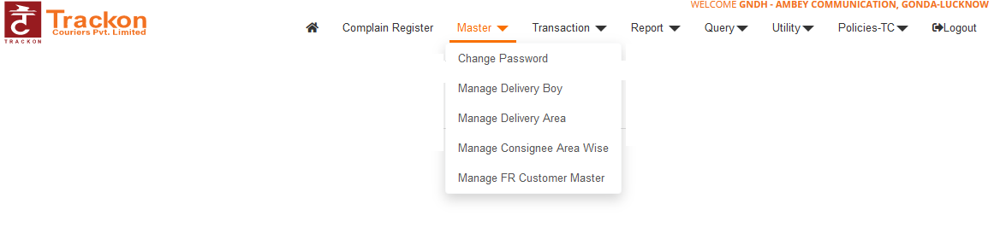 WELCOME GNDH - AMBEY COMMUNICATION, GONDA-LUCKNOW
Trackon
Couriers Pvt. Limited
TRACKON
Complain Register Master Transaction Report Query Utility Policies-TC Logout
Change Password
Manage Delivery Boy
Manage Delivery Area
Manage Consignee Area Wise
Manage FR Customer Master